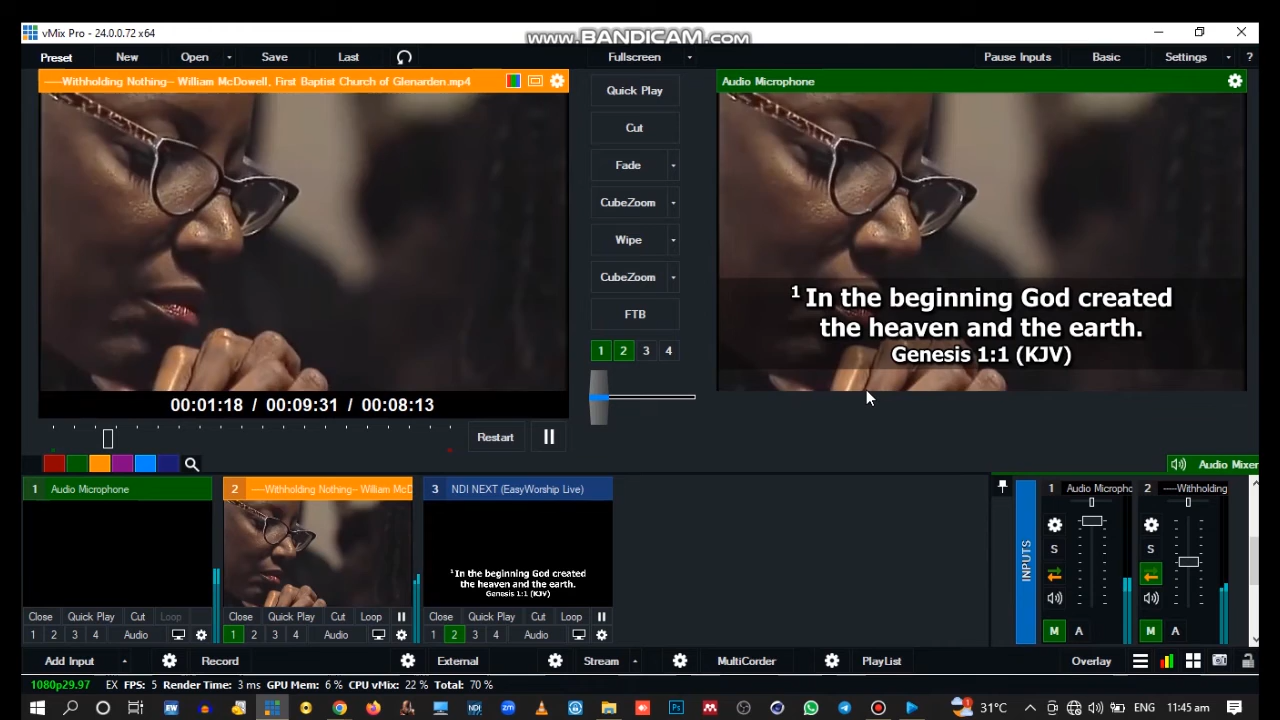 vMix Pro - 24.0.0.72 x64
www.BANDICAM.com
Preset New Open Save Last Fullscreen Pause Inputs Basic Settings ?
----Withholding Nothing-- William McDowell, First Baptist Church of Glenarden.mp4
Audio Microphone
Quick Play
Cut
Fade
CubeZoom
Wipe
CubeZoom
FTB
1 2 3 4
1 In the beginning God created
the heaven and the earth.
Genesis 1:1 (KJV)
00:01:18 / 00:09:31 / 00:08:13
Restart
Audio Mixer
1 Audio Microphone
2 ----Withholding Nothing-- William McD
3 NDI NEXT (EasyWorship Live)
1 In the beginning God created
the heaven and the earth.
Genesis 1:1 (KJV)
Close Quick Play Cut Loop
1 2 3 4 Audio
Close Quick Play Cut Loop
1 2 3 4 Audio
Close Quick Play Cut Loop
1 2 3 4 Audio
INPUTS
1 Audio Micropho
S
M A
2 ----Withholding
S
M A
Add Input Record External Stream MultiCorder PlayList Overlay
1080p29.97 EX FPS: 5 Render Time: 3 ms GPU Mem: 6 % CPU vMix: 22 % Total: 70 %
EW NDI zm Ps 31°C ENG 11:45 am